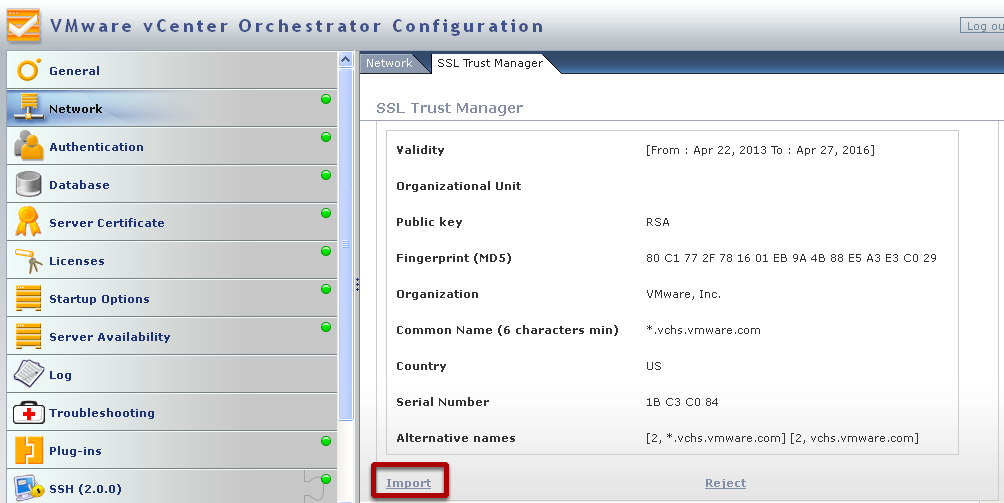 VMware vCenter Orchestrator Configuration
Log ou
General
Network
Authentication
Database
Server Certificate
Licenses
Startup Options
Server Availability
Log
Troubleshooting
Plug-ins
SSH (2.0.0)
Network
SSL Trust Manager
SSL Trust Manager
Validity [From : Apr 22, 2013 To : Apr 27, 2016]
Organizational Unit
Public key RSA
Fingerprint (MD5) 80 C1 77 2F 78 16 01 EB 9A 4B 88 E5 A3 E3 C0 29
Organization VMware, Inc.
Common Name (6 characters min) *.vchs.vmware.com
Country US
Serial Number 1B C3 C0 84
Alternative names [2, *.vchs.vmware.com] [2, vchs.vmware.com]
Import Reject